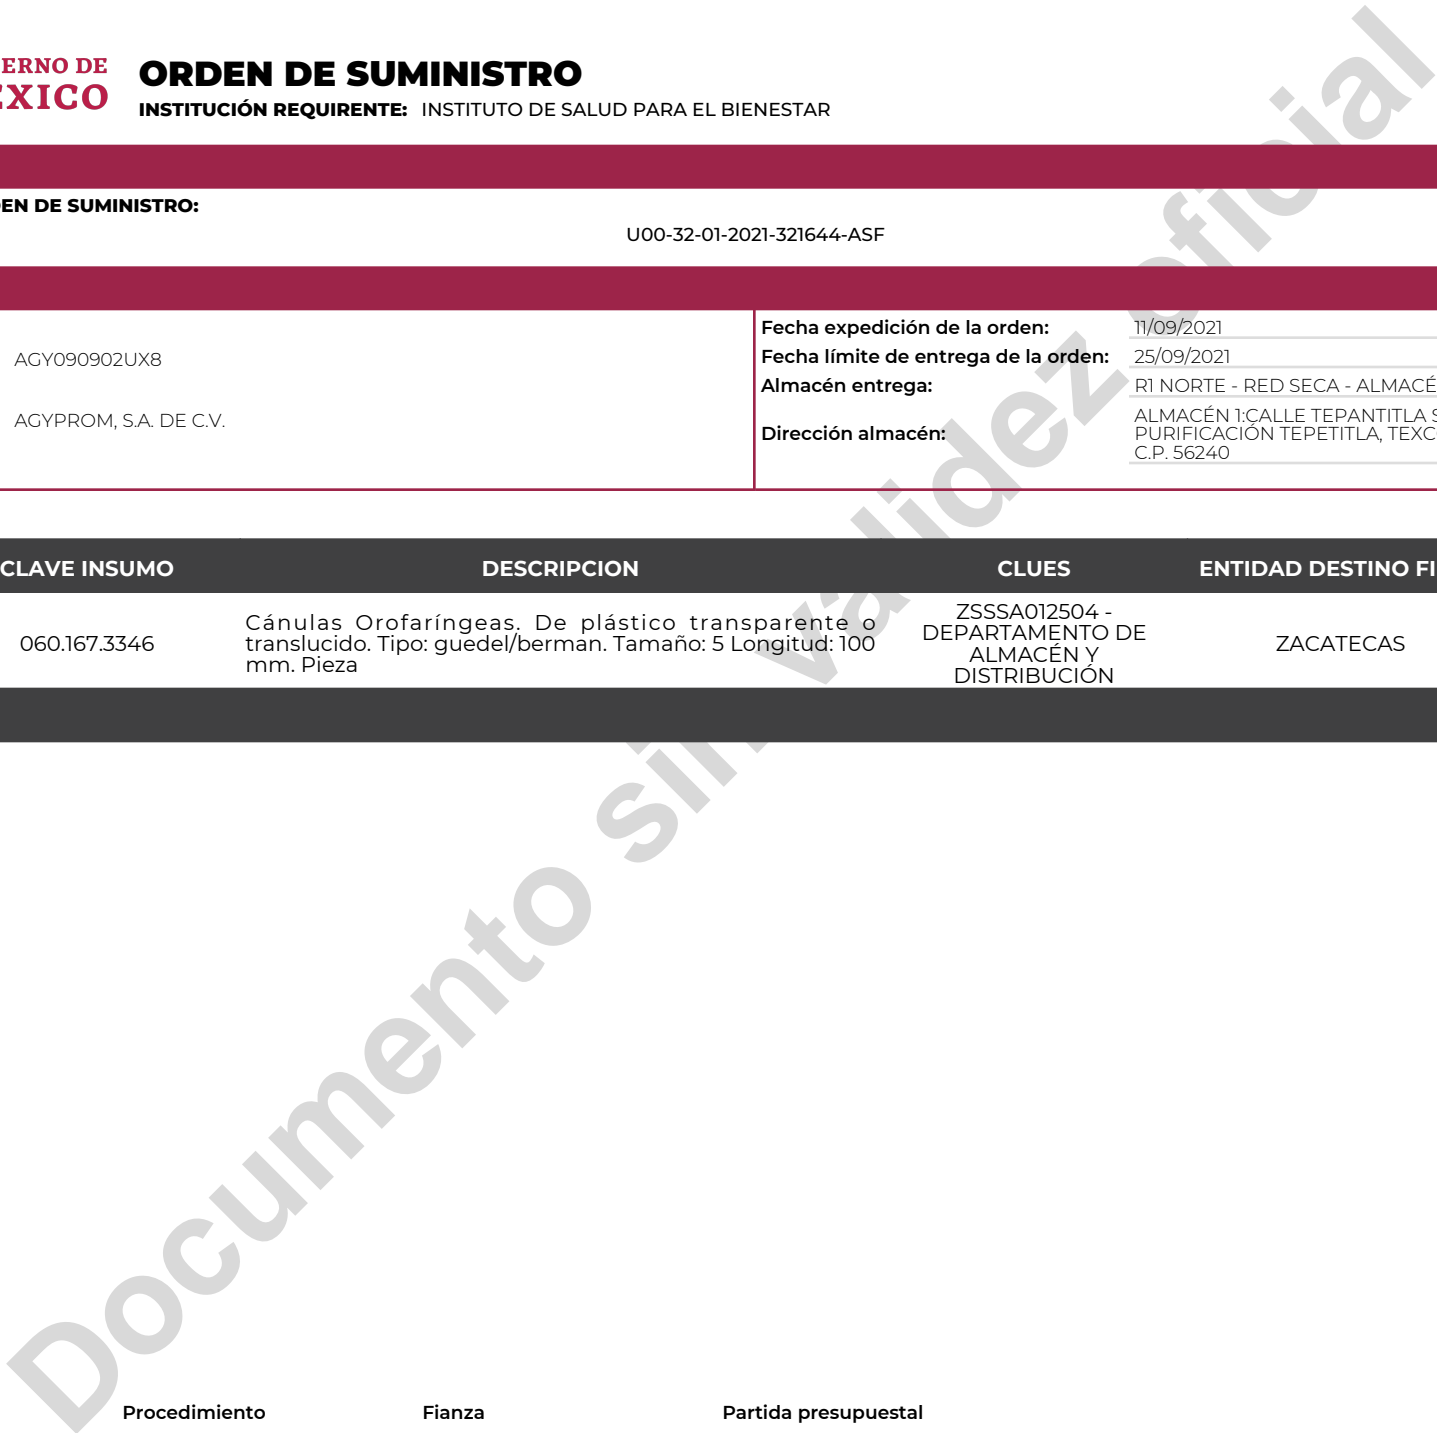 ERNO DE
ÉXICO
ORDEN DE SUMINISTRO
INSTITUCIÓN REQUIRENTE: INSTITUTO DE SALUD PARA EL BIENESTAR
EN DE SUMINISTRO:
U00-32-01-2021-321644-ASF
AGY090902UX8
AGYPROM, S.A. DE C.V.
Fecha expedición de la orden: 11/09/2021
Fecha límite de entrega de la orden: 25/09/2021
Almacén entrega: R1 NORTE - RED SECA - ALMACÉ
Dirección almacén:
ALMACÉN 1:CALLE TEPANTITLA S
PURIFICACIÓN TEPETITLA, TEXC
C.P. 56240
CLAVE INSUMO DESCRIPCION CLUES ENTIDAD DESTINO FI
060.167.3346
Cánulas Orofaríngeas. De plástico transparente o
translucido. Tipo: guedel/berman. Tamaño: 5 Longitud: 100
mm. Pieza
ZSSSA012504 -
DEPARTAMENTO DE
ALMACÉN Y
DISTRIBUCIÓN
ZACATECAS
Documento sin validez oficial
Procedimiento Fianza Partida presupuestal